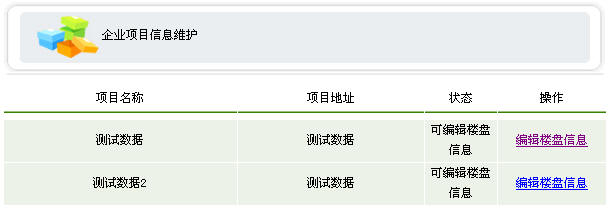 企业项目信息维护
项目名称 项目地址 状态 操作
测试数据 测试数据 可编辑楼盘信息 编辑楼盘信息
测试数据2 测试数据 可编辑楼盘信息 编辑楼盘信息